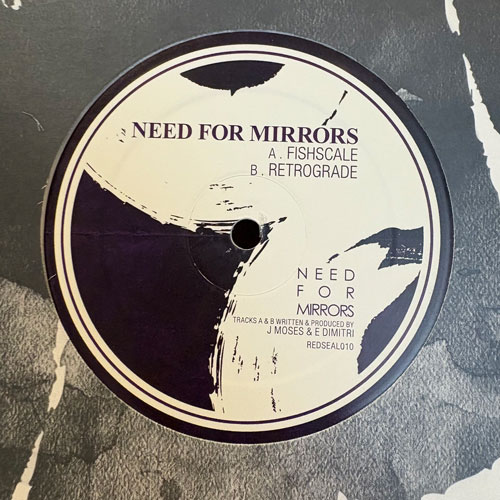 NEED FOR MIRRORS
A . FISHSCALE
B . RETROGRADE
NEED
FOR
MIRRORS
TRACKS A & B WRITTEN & PRODUCED BY
J MOSES & E DIMITRI
REDSEAL010